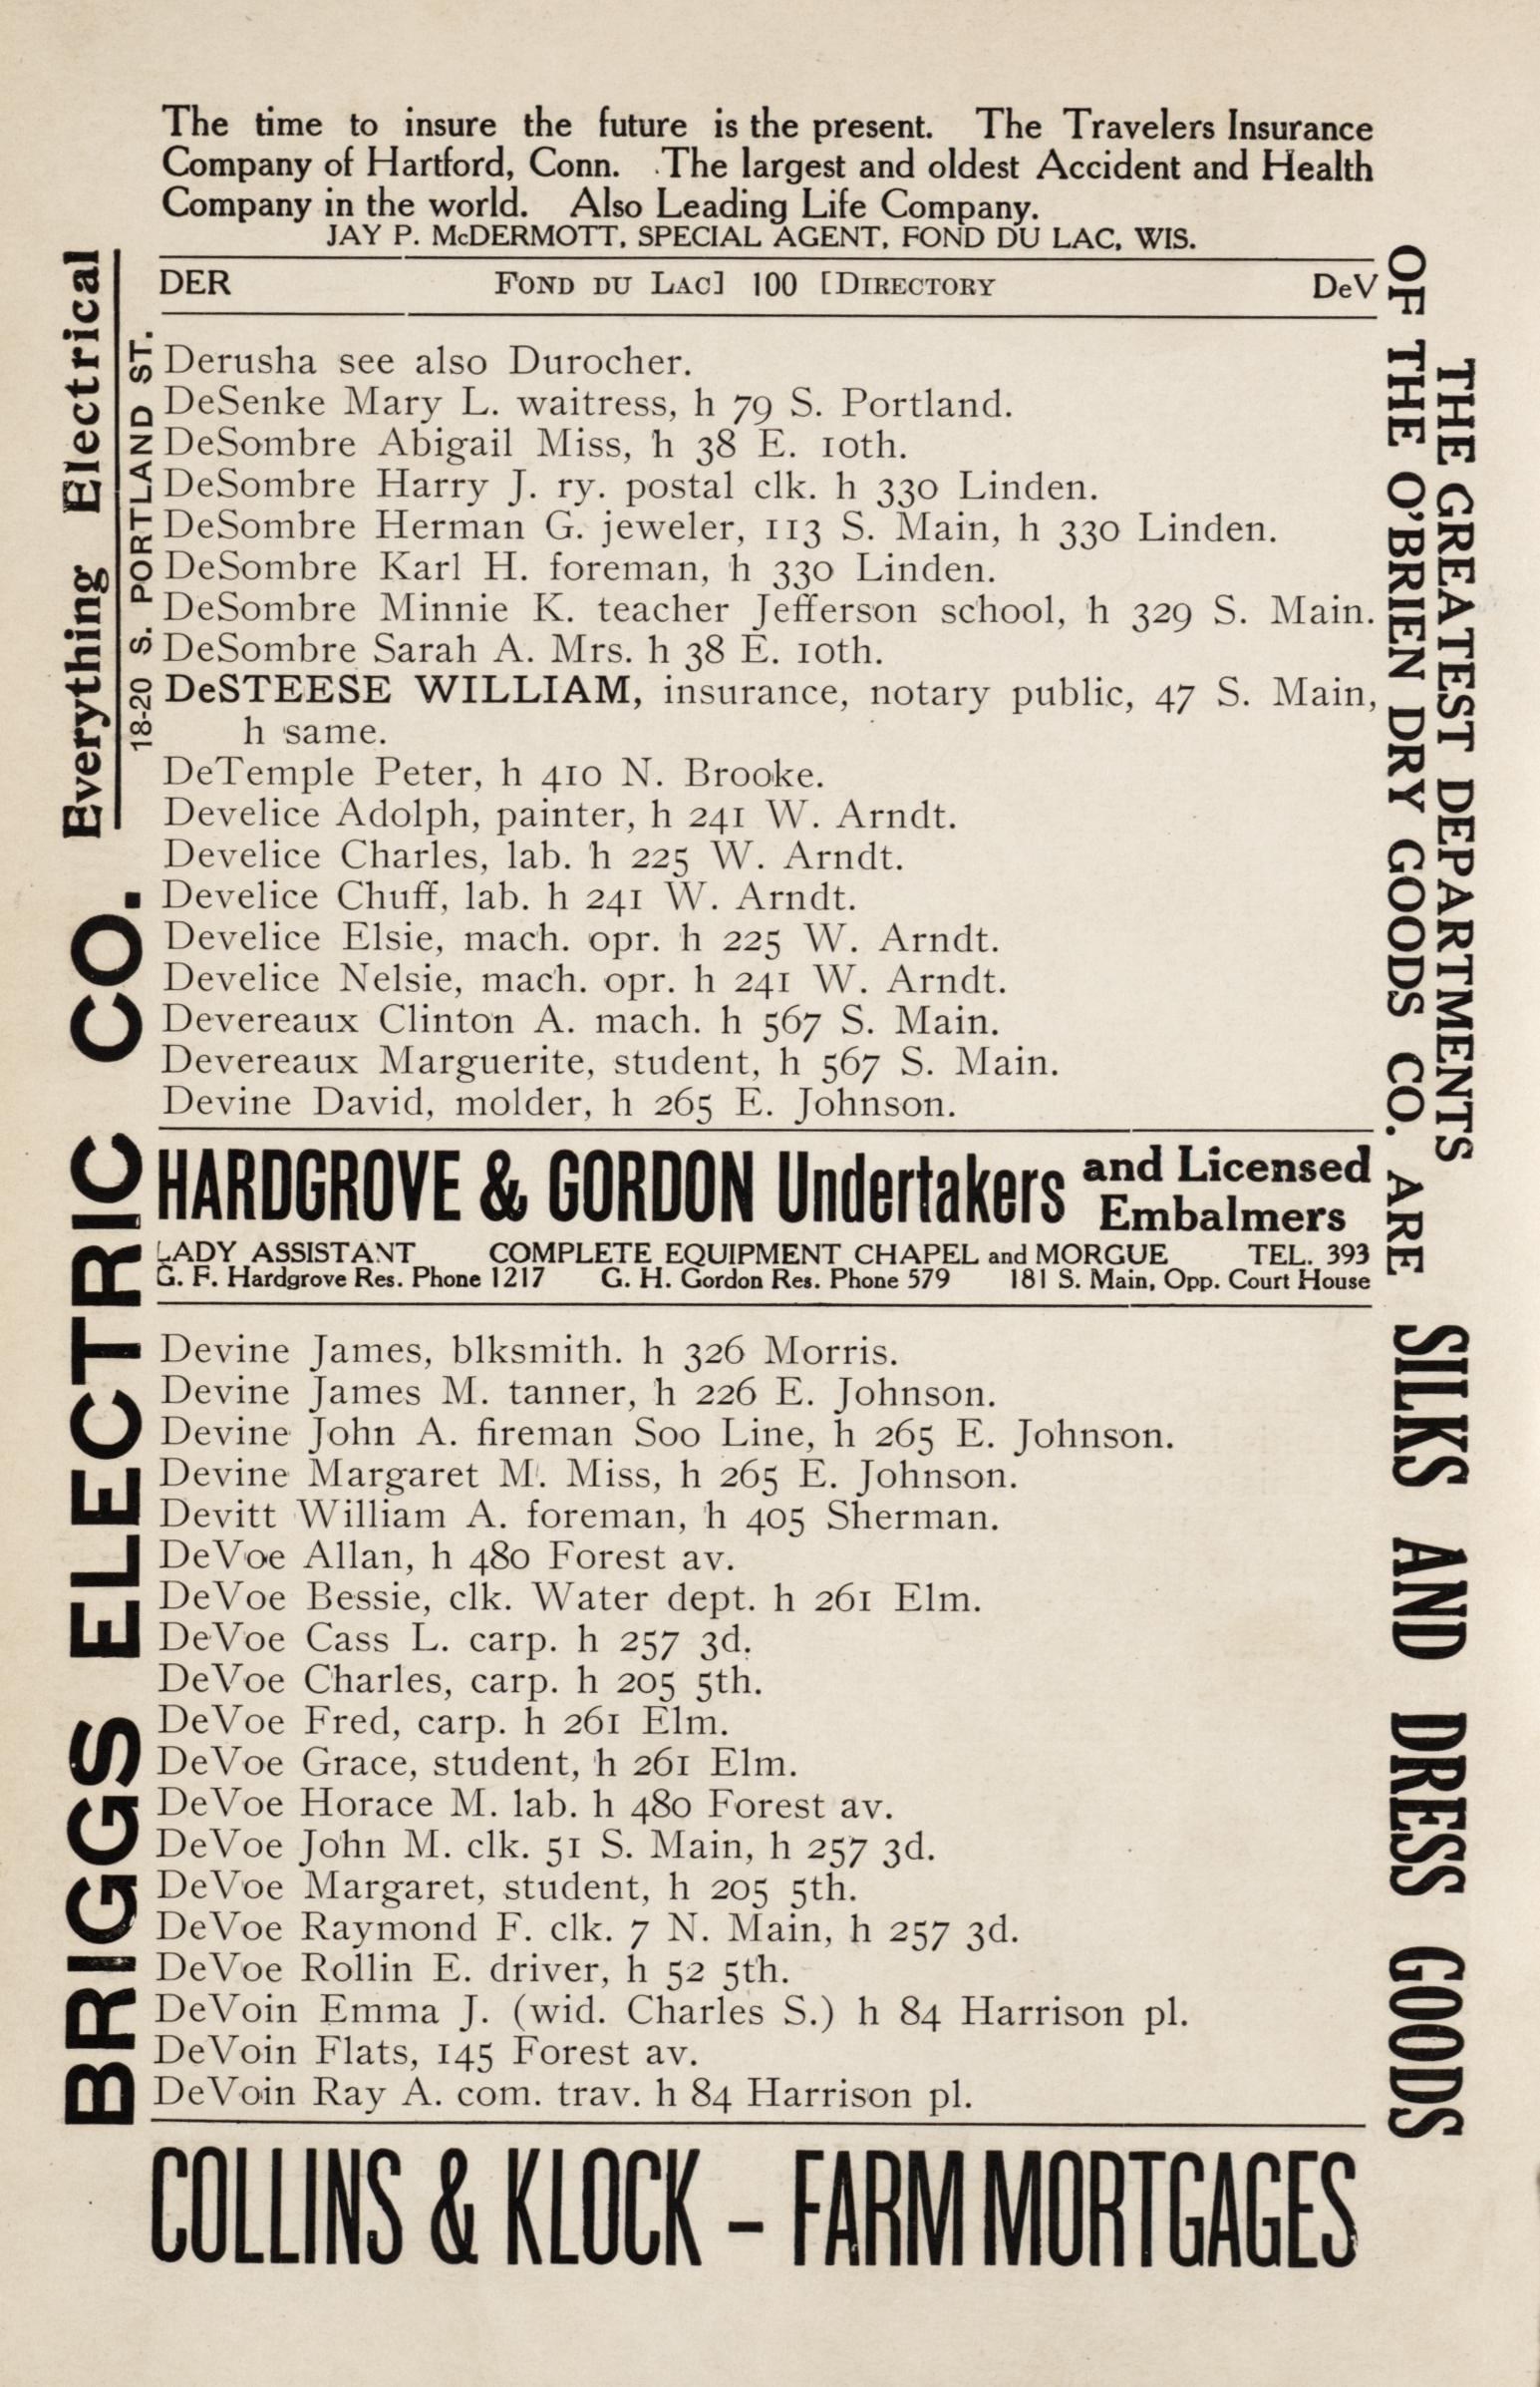 The time to insure the future is the present. The Travelers Insurance
Company of Hartford, Conn. The largest and oldest Accident and Health
Company in the world. Also Leading Life Company.
JAY P. McDERMOTT, SPECIAL AGENT, FOND DU LAC, WIS.
DER FOND DU LAC] 100 [DIRECTORY DeV
Derusha see also Durocher.
DeSenke Mary L. waitress, h 79 S. Portland.
DeSombre Abigail Miss, h 38 E. 10th.
DeSombre Harry J. ry. postal clk. h 330 Linden.
DeSombre Herman G. jeweler, 113 S. Main, h 330 Linden.
DeSombre Karl H. foreman, h 330 Linden.
DeSombre Minnie K. teacher Jefferson school, h 329 S. Main.
DeSombre Sarah A. Mrs. h 38 E. 10th.
DeSTEESE WILLIAM, insurance, notary public, 47 S. Main,
h same.
DeTemple Peter, h 410 N. Brooke.
Develice Adolph, painter, h 241 W. Arndt.
Develice Charles, lab. h 225 W. Arndt.
Develice Chuff, lab. h 241 W. Arndt.
Develice Elsie, mach. opr. h 225 W. Arndt.
Develice Nelsie, mach. opr. h 241 W. Arndt.
Devereaux Clinton A. mach. h 567 S. Main.
Devereaux Marguerite, student, h 567 S. Main.
Devine David, molder, h 265 E. Johnson.
HARDGROVE & GORDON Undertakers and Licensed Embalmers
LADY ASSISTANT COMPLETE EQUIPMENT CHAPEL and MORGUE TEL. 393
G. F. Hardgrove Res. Phone 1217 G. H. Gordon Res. Phone 579 181 S. Main, Opp. Court House
Devine James, blksmith. h 326 Morris.
Devine James M. tanner, h 226 E. Johnson.
Devine John A. fireman Soo Line, h 265 E. Johnson.
Devine Margaret M. Miss, h 265 E. Johnson.
Devitt William A. foreman, h 405 Sherman.
DeVoe Allan, h 480 Forest av.
DeVoe Bessie, clk. Water dept. h 261 Elm.
DeVoe Cass L. carp. h 257 3d.
DeVoe Charles, carp. h 205 5th.
DeVoe Fred, carp. h 261 Elm.
DeVoe Grace, student, h 261 Elm.
DeVoe Horace M. lab. h 480 Forest av.
DeVoe John M. clk. 51 S. Main, h 257 3d.
DeVoe Margaret, student, h 205 5th.
DeVoe Raymond F. clk. 7 N. Main, h 257 3d.
DeVoe Rollin E. driver, h 52 5th.
DeVoin Emma J. (wid. Charles S.) h 84 Harrison pl.
DeVoin Flats, 145 Forest av.
DeVoin Ray A. com. trav. h 84 Harrison pl.
COLLINS & KLOCK – FARM MORTGAGES
BRIGGS ELECTRIC CO.
Everything Electrical
18-20 S. PORTLAND ST.
THE GREATEST DEPARTMENTS
OF THE O'BRIEN DRY GOODS CO. ARE
SILKS AND DRESS GOODS